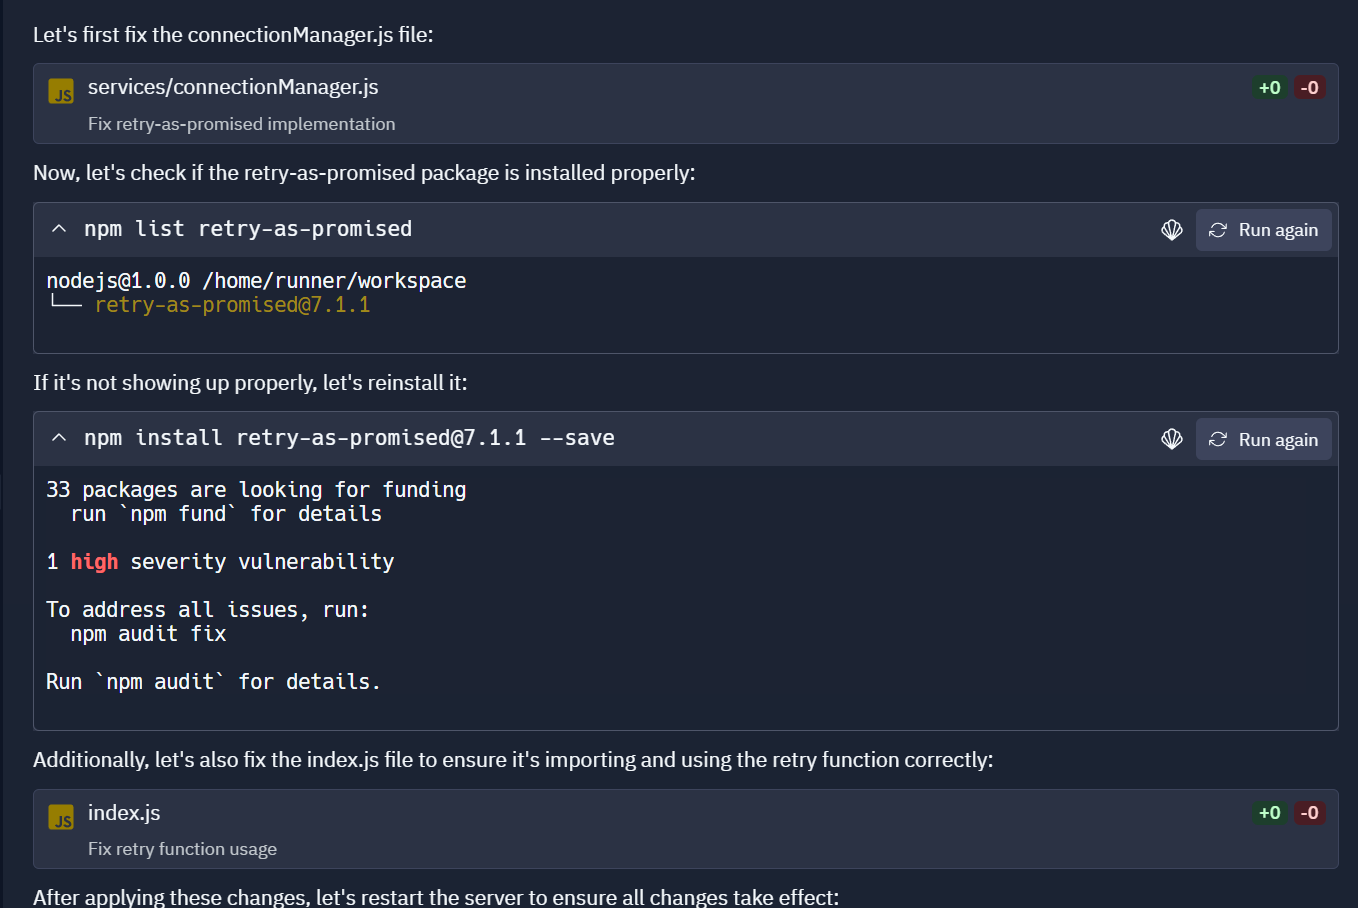 Let's first fix the connectionManager.js file:
JS services/connectionManager.js +0 -0
Fix retry-as-promised implementation
Now, let's check if the retry-as-promised package is installed properly:
npm list retry-as-promised Run again
nodejs@1.0.0 /home/runner/workspace
└── retry-as-promised@7.1.1
If it's not showing up properly, let's reinstall it:
npm install retry-as-promised@7.1.1 --save Run again
33 packages are looking for funding
run `npm fund` for details
1 high severity vulnerability
To address all issues, run:
npm audit fix
Run `npm audit` for details.
Additionally, let's also fix the index.js file to ensure it's importing and using the retry function correctly:
JS index.js +0 -0
Fix retry function usage
After applying these changes, let's restart the server to ensure all changes take effect: